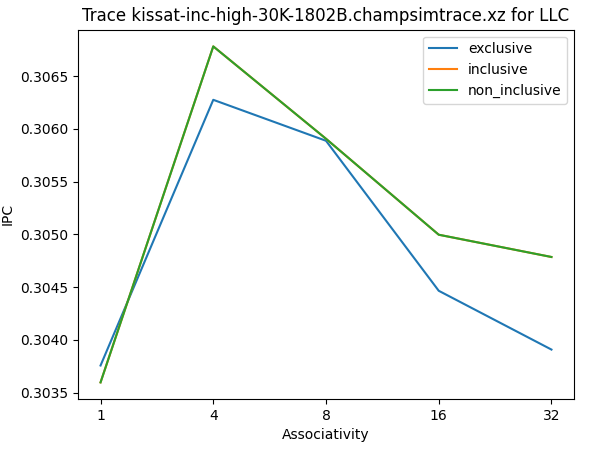 Trace kissat-inc-high-30K-1802B.champsimtrace.xz for LLC
exclusive
inclusive
non_inclusive
0.3065
0.3060
0.3055
0.3050
0.3045
0.3040
0.3035
IPC
1 4 8 16 32
Associativity